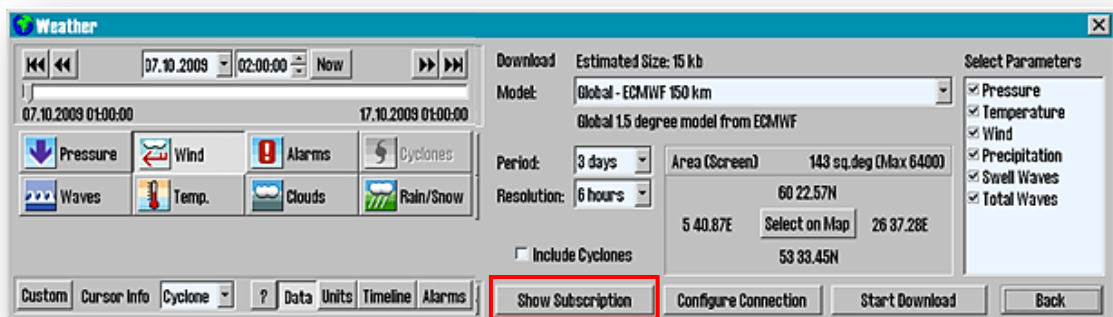 Weather
07.10.2009 02:00:00 Now
07.10.2009 01:00:00 17.10.2009 01:00:00
Pressure Wind Alarms Cyclones
Waves Temp. Clouds Rain/Snow
Custom Cursor Info Cyclone ? Data Units Timeline Alarms
Download Estimated Size: 15 kb
Model: Global - ECMWF 150 km
Global 1.5 degree model from ECMWF
Period: 3 days
Resolution: 6 hours
Include Cyclones
Area (Screen) 143 sq.deg (Max 6400)
60 22.57N
5 40.87E Select on Map 26 37.28E
53 33.45N
Select Parameters
Pressure
Temperature
Wind
Precipitation
Swell Waves
Total Waves
Show Subscription Configure Connection Start Download Back